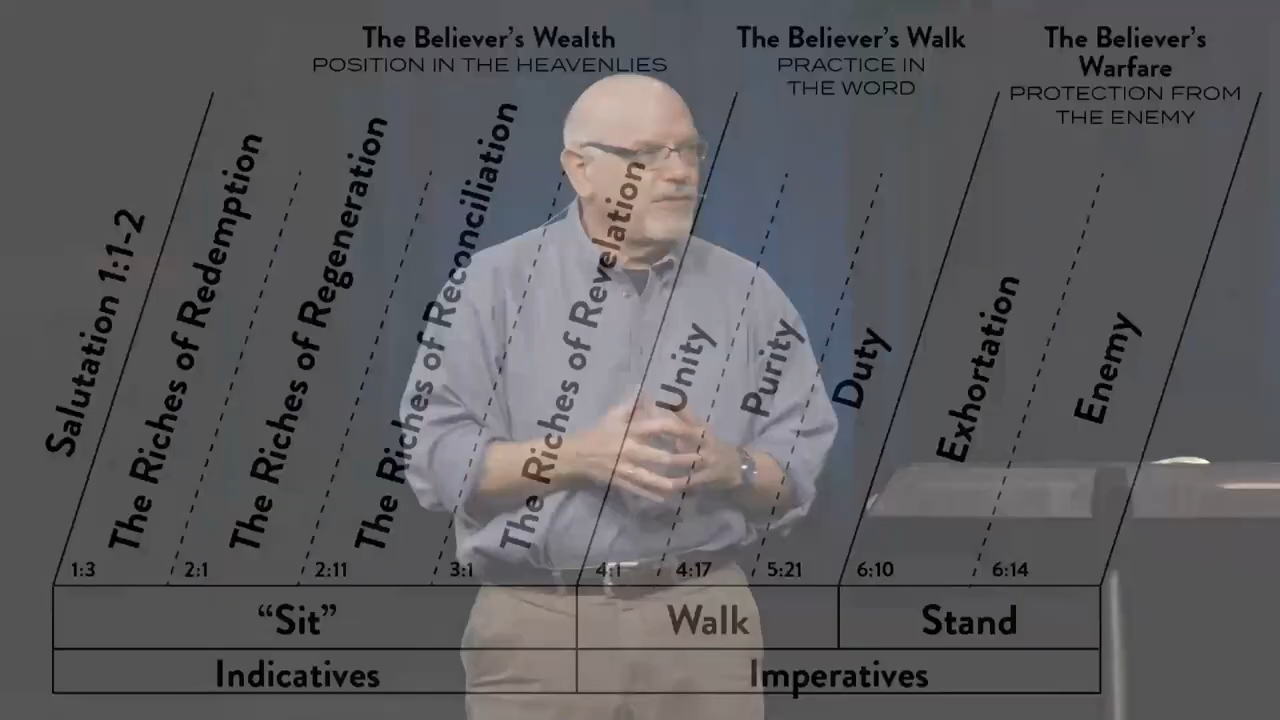 The Believer's Wealth
POSITION IN THE HEAVENLIES
The Believer's Walk
PRACTICE IN
THE WORD
The Believer's
Warfare
PROTECTION FROM
THE ENEMY
Salutation 1:1-2
The Riches of Redemption
The Riches of Regeneration
The Riches of Reconciliation
The Riches of Revelation
Unity
Purity
Duty
Exhortation
Enemy
1:3
2:1
2:11
3:1
4:1
4:17
5:21
6:10
6:14
“Sit”
Walk
Stand
Indicatives
Imperatives